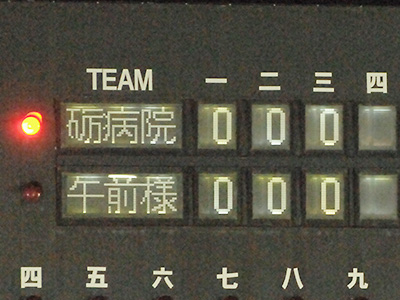 TEAM 一 二 三 四
砺病院 0 0 0
午前様 0 0 0
四 五 六 七 八 九